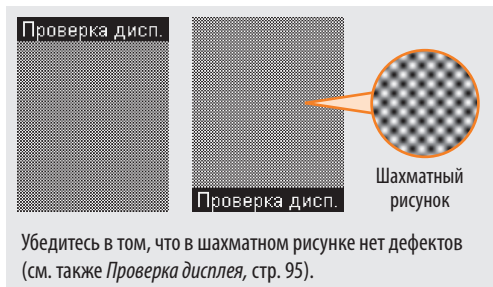 Проверка дисп.
Проверка дисп.
Шахматный
рисунок
Убедитесь в том, что в шахматном рисунке нет дефектов
(см. также Проверка дисплея, стр. 95).